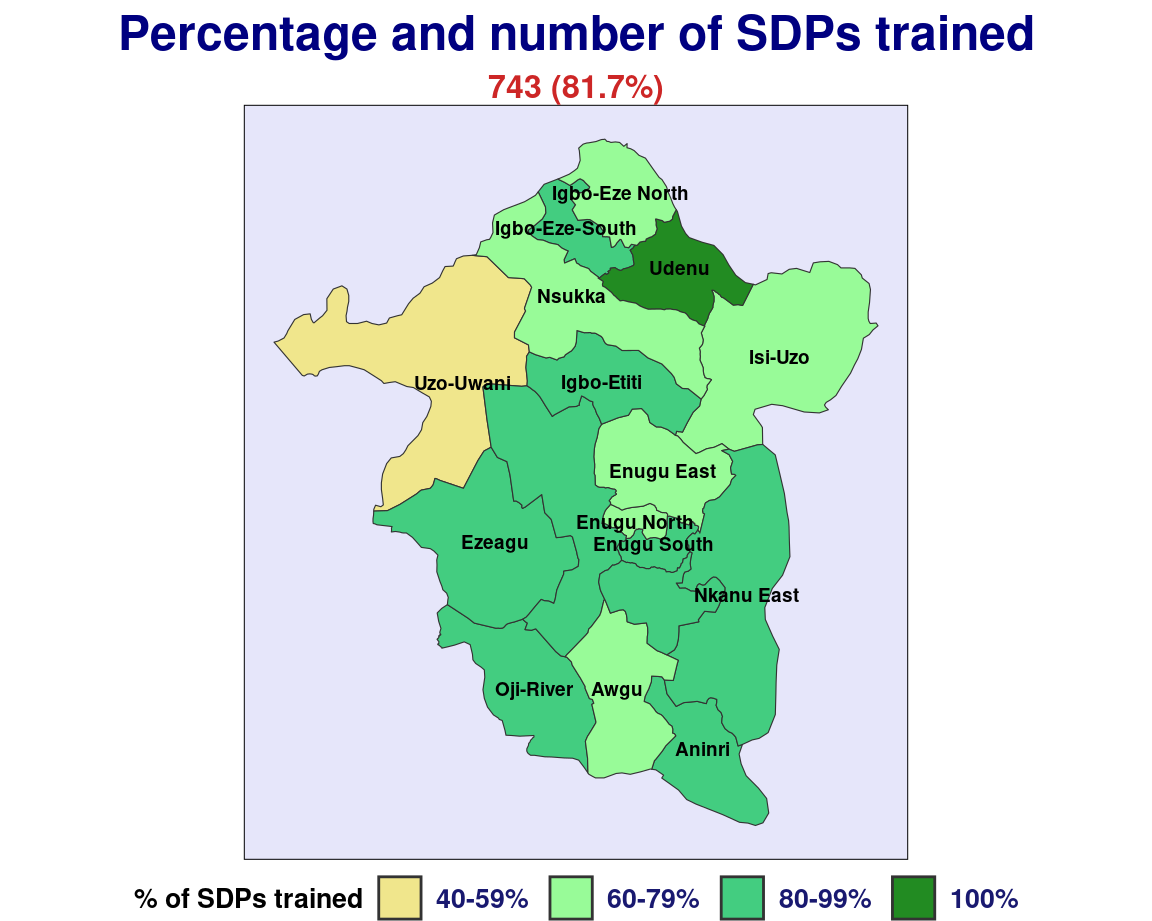 Percentage and number of SDPs trained
743 (81.7%)
Igbo-Eze North
Igbo-Eze-South
Udenu
Nsukka
Isi-Uzo
Uzo-Uwani
Igbo-Etiti
Enugu East
Enugu North
Ezeagu
Enugu South
Nkanu East
Oji-River
Awgu
Aninri
% of SDPs trained 40-59% 60-79% 80-99% 100%